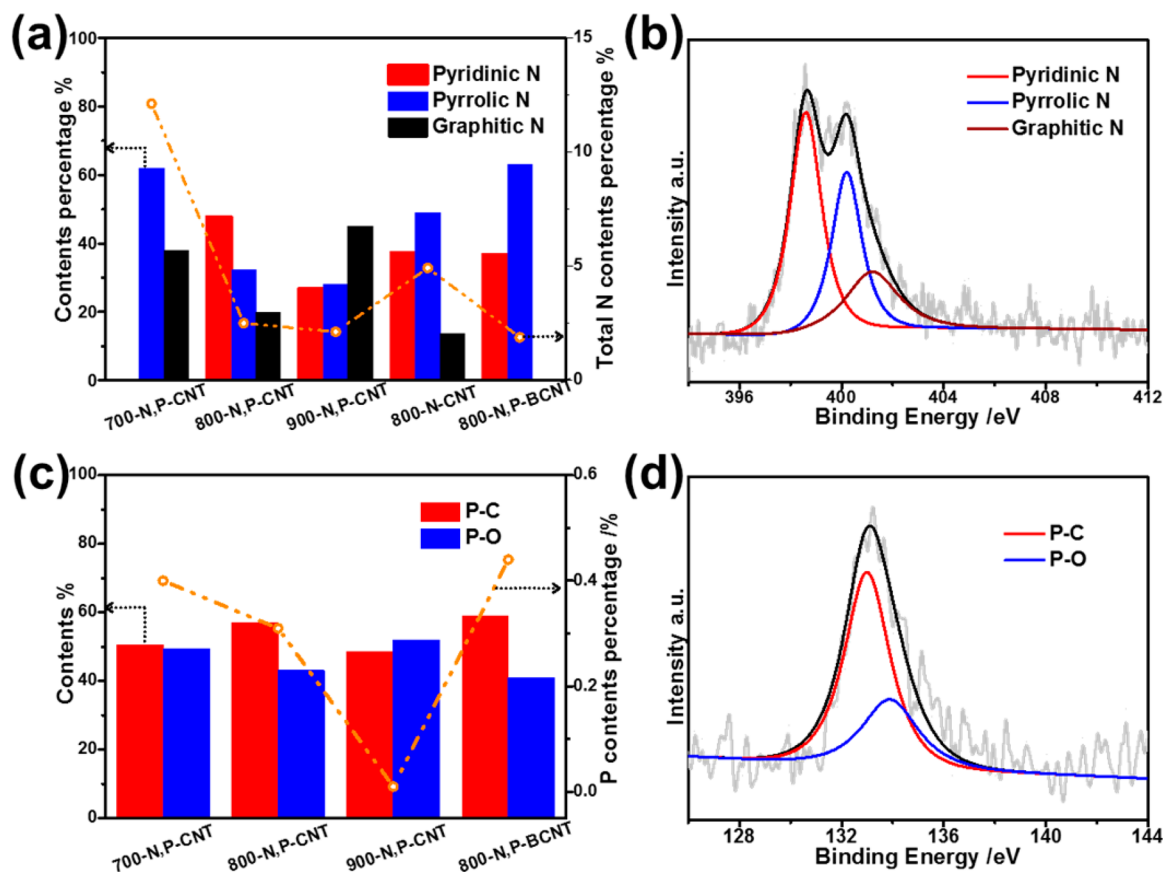 (a)
Contents percentage %
100
80
60
40
20
0
Pyridinic N
Pyrrolic N
Graphitic N
15
10
5
0
Total N contents percentage %
700-N,P-CNT
800-N,P-CNT
900-N,P-CNT
800-N-CNT
800-N,P-BCNT
(b)
Intensity a.u.
Pyridinic N
Pyrrolic N
Graphitic N
396
400
404
408
412
Binding Energy /eV
(c)
Contents %
100
80
60
40
20
0
P-C
P-O
0.6
0.4
0.2
0.0
P contents percentage /%
700-N,P-CNT
800-N,P-CNT
900-N,P-CNT
800-N,P-BCNT
(d)
Intensity a.u.
P-C
P-O
128
132
136
140
144
Binding Energy /eV